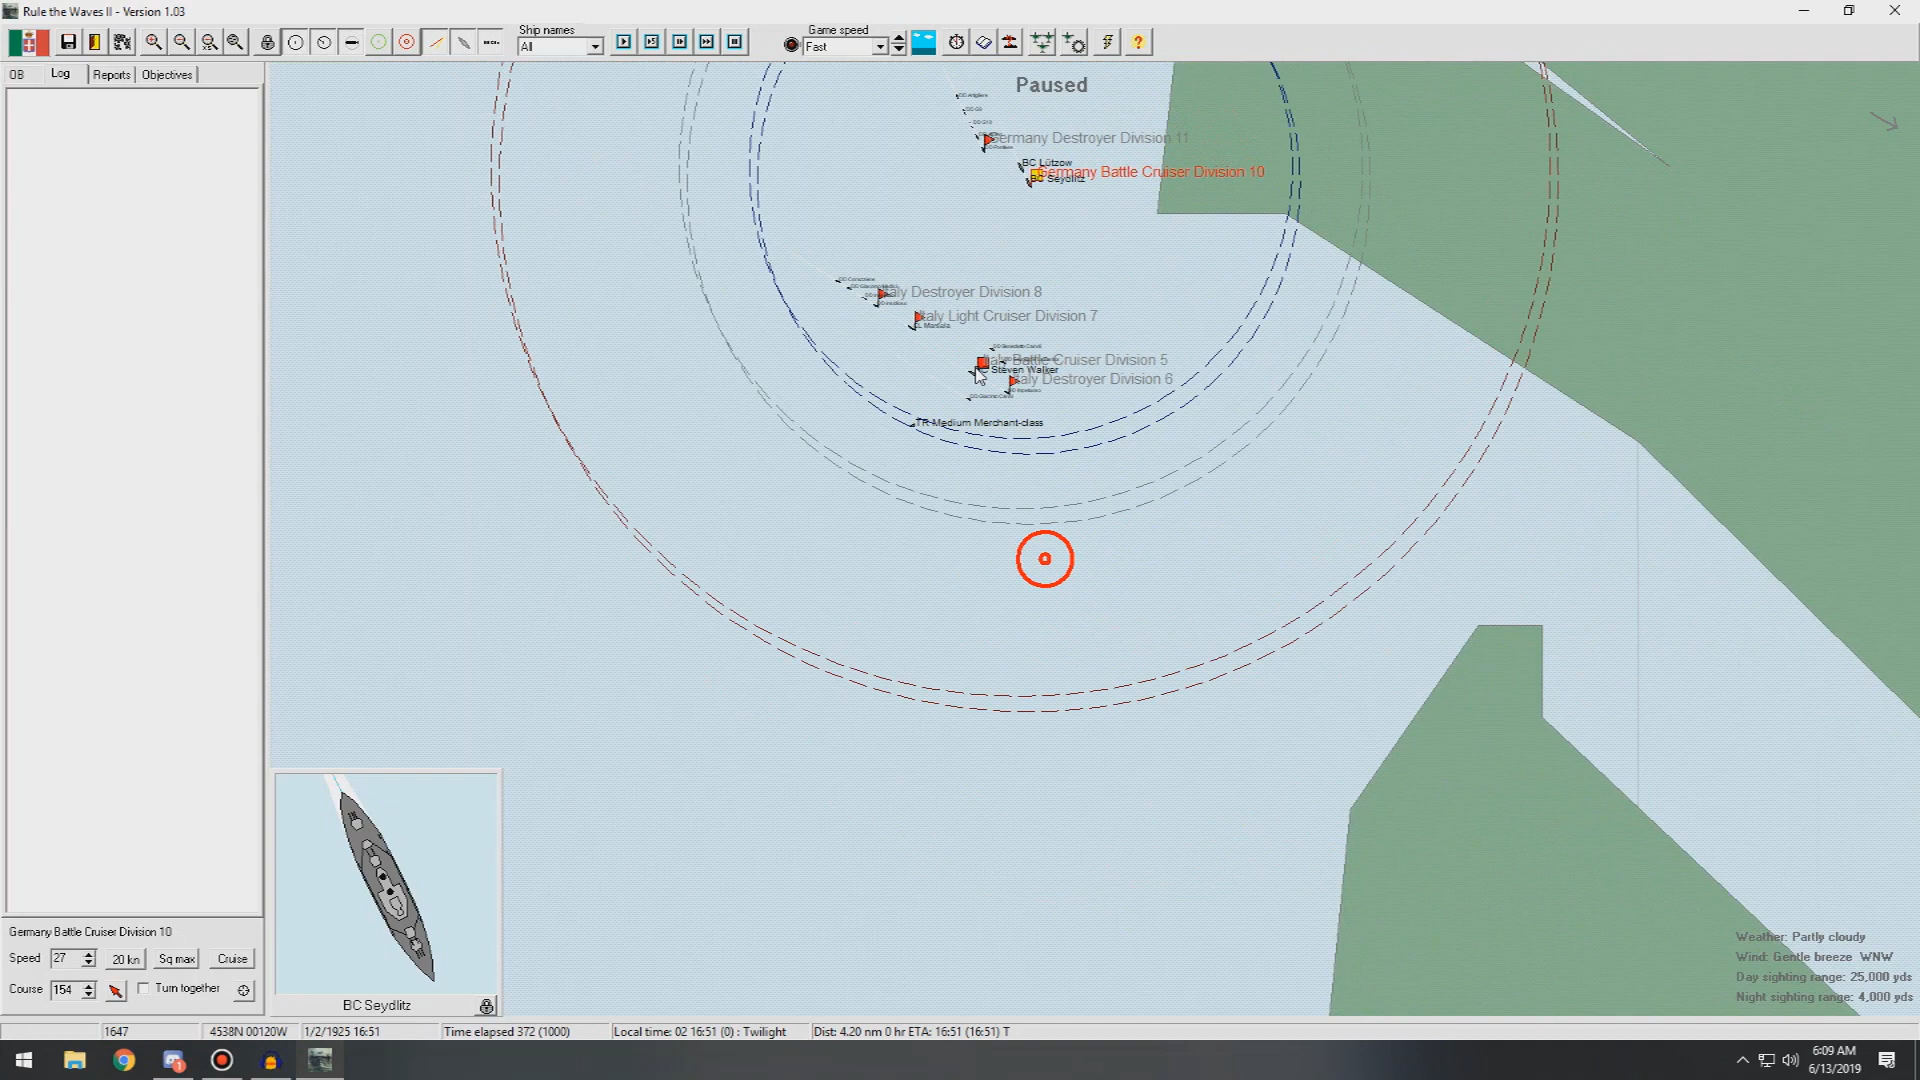 Rule the Waves II - Version 1.03
Ship names
All
Game speed
Fast
OB
Log
Reports
Objectives
Paused
Germany Destroyer Division 11
BC Lützow
Germany Battle Cruiser Division 10
BC Seydlitz
Italy Destroyer Division 8
Italy Light Cruiser Division 7
CL Marsala
Italy Battle Cruiser Division 5
Steven Walker
Italy Destroyer Division 6
TR Medium Merchant-class
Weather: Partly cloudy
Wind: Gentle breeze WNW
Day sighting range: 25,000 yds
Night sighting range: 4,000 yds
Germany Battle Cruiser Division 10
Speed 27 20 kn Sq max Cruise
Course 154 Turn together
BC Seydlitz
1647 4538N 00120W 1/2/1925 16:51 Time elapsed 372 (1000) Local time: 02 16:51 (0) : Twilight Dist: 4.20 nm 0 hr ETA: 16:51 (16:51) T
6:09 AM
6/13/2019